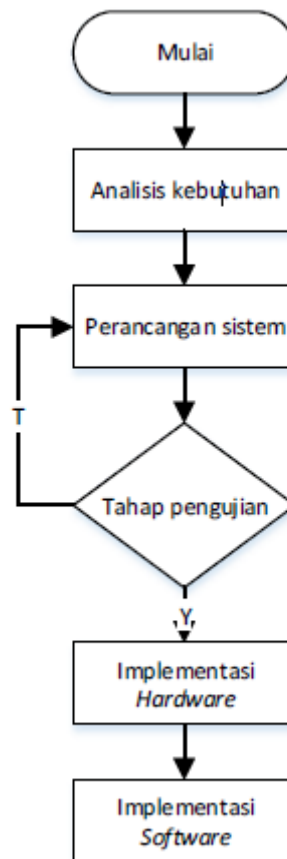 Mulai
Analisis kebutuhan
Perancangan sistem
T
Tahap pengujian
Y
Implementasi
Hardware
Implementasi
Software